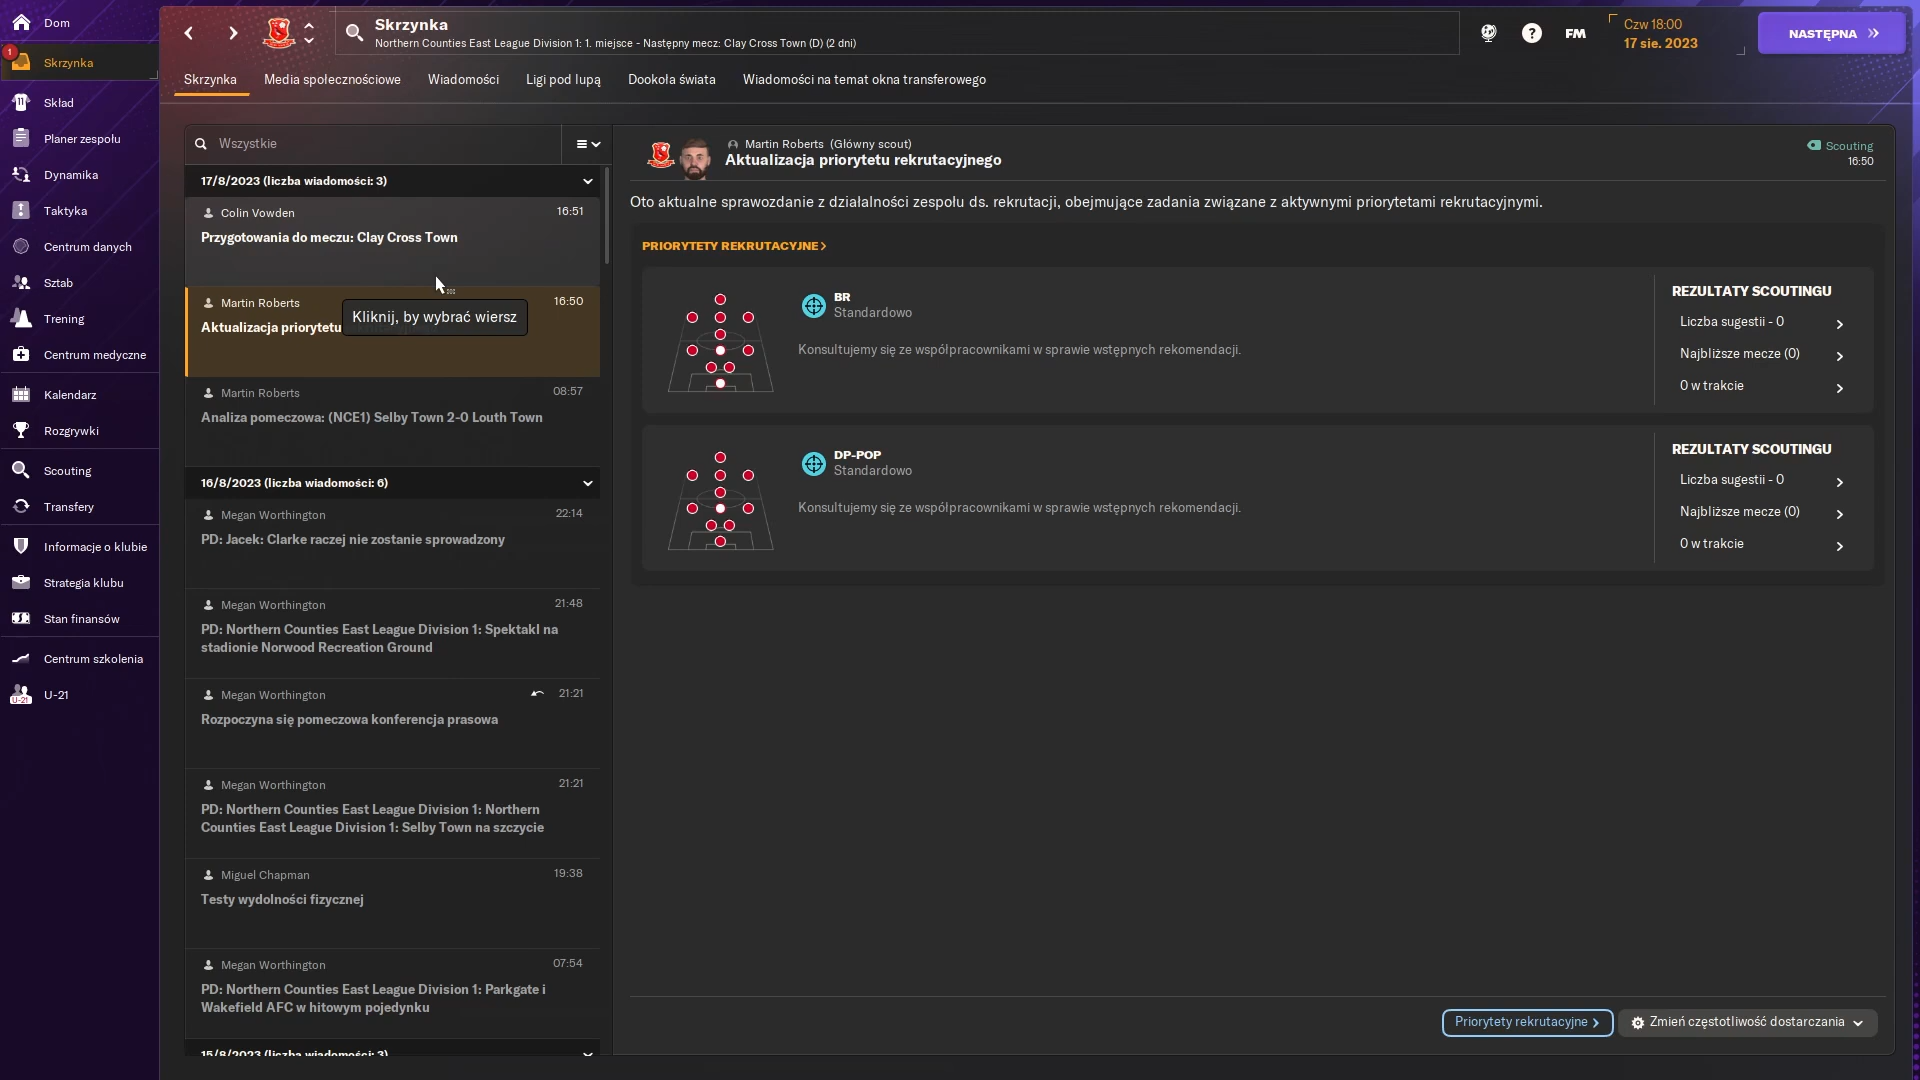 Dom
1
Skrzynka
Skład
Planer zespołu
Dynamika
Taktyka
Centrum danych
Sztab
Trening
Centrum medyczne
Kalendarz
Rozgrywki
Scouting
Transfery
Informacje o klubie
Strategia klubu
Stan finansów
Centrum szkolenia
U-21
U-21
Skrzynka
Northern Counties East League Division 1: 1. miejsce - Następny mecz: Clay Cross Town (D) (2 dni)
FM
Czw 18:00
17 sie. 2023
NASTĘPNA
Skrzynka
Media społecznościowe
Wiadomości
Ligi pod lupą
Dookoła świata
Wiadomości na temat okna transferowego
Wszystkie
17/8/2023 (liczba wiadomości: 3)
Colin Vowden
16:51
Przygotowania do meczu: Clay Cross Town
Martin Roberts
16:50
Aktualizacja priorytetu
Kliknij, by wybrać wiersz
Martin Roberts
08:57
Analiza pomeczowa: (NCE1) Selby Town 2-0 Louth Town
16/8/2023 (liczba wiadomości: 6)
Megan Worthington
22:14
PD: Jacek: Clarke raczej nie zostanie sprowadzony
Megan Worthington
21:48
PD: Northern Counties East League Division 1: Spektakl na
stadionie Norwood Recreation Ground
Megan Worthington
21:21
Rozpoczyna się pomeczowa konferencja prasowa
Megan Worthington
21:21
PD: Northern Counties East League Division 1: Northern
Counties East League Division 1: Selby Town na szczycie
Miguel Chapman
19:38
Testy wydolności fizycznej
Megan Worthington
07:54
PD: Northern Counties East League Division 1: Parkgate i
Wakefield AFC w hitowym pojedynku
15/8/2023 (liczba wiadomości: 3)
Martin Roberts (Główny scout)
Aktualizacja priorytetu rekrutacyjnego
Scouting
16:50
Oto aktualne sprawozdanie z działalności zespołu ds. rekrutacji, obejmujące zadania związane z aktywnymi priorytetami rekrutacyjnymi.
PRIORYTETY REKRUTACYJNE
BR
Standardowo
Konsultujemy się ze współpracownikami w sprawie wstępnych rekomendacji.
REZULTATY SCOUTINGU
Liczba sugestii - 0
Najbliższe mecze (0)
0 w trakcie
DP-POP
Standardowo
Konsultujemy się ze współpracownikami w sprawie wstępnych rekomendacji.
REZULTATY SCOUTINGU
Liczba sugestii - 0
Najbliższe mecze (0)
0 w trakcie
Priorytety rekrutacyjne
Zmień częstotliwość dostarczania